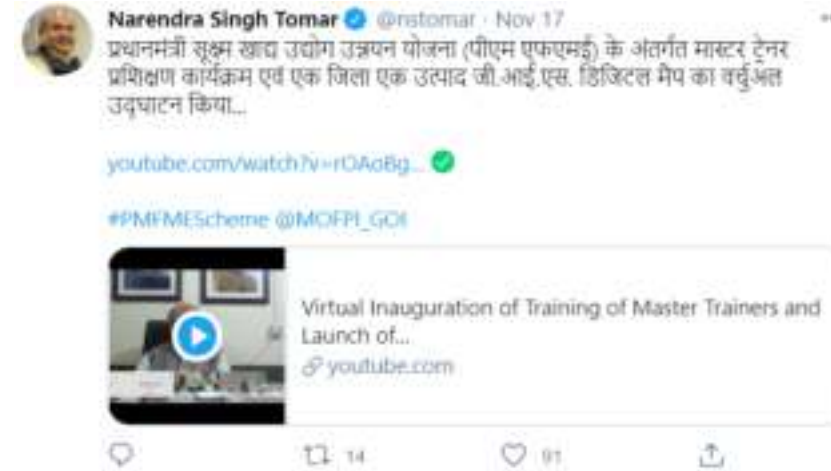 Narendra Singh Tomar @nstomar · Nov 17
प्रधानमंत्री सूक्ष्म खाद्य उद्योग उन्नयन योजना (पीएम एफएमई) के अंतर्गत मास्टर ट्रेनर
प्रशिक्षण कार्यक्रम एवं एक जिला एक उत्पाद जी.आई.एस. डिजिटल मैप का वर्चुअल
उद्घाटन किया...
youtube.com/watch?v=rOAoBg...
#PMFMEScheme @MOFPI_GOI
Virtual Inauguration of Training of Master Trainers and
Launch of...
youtube.com
14 91